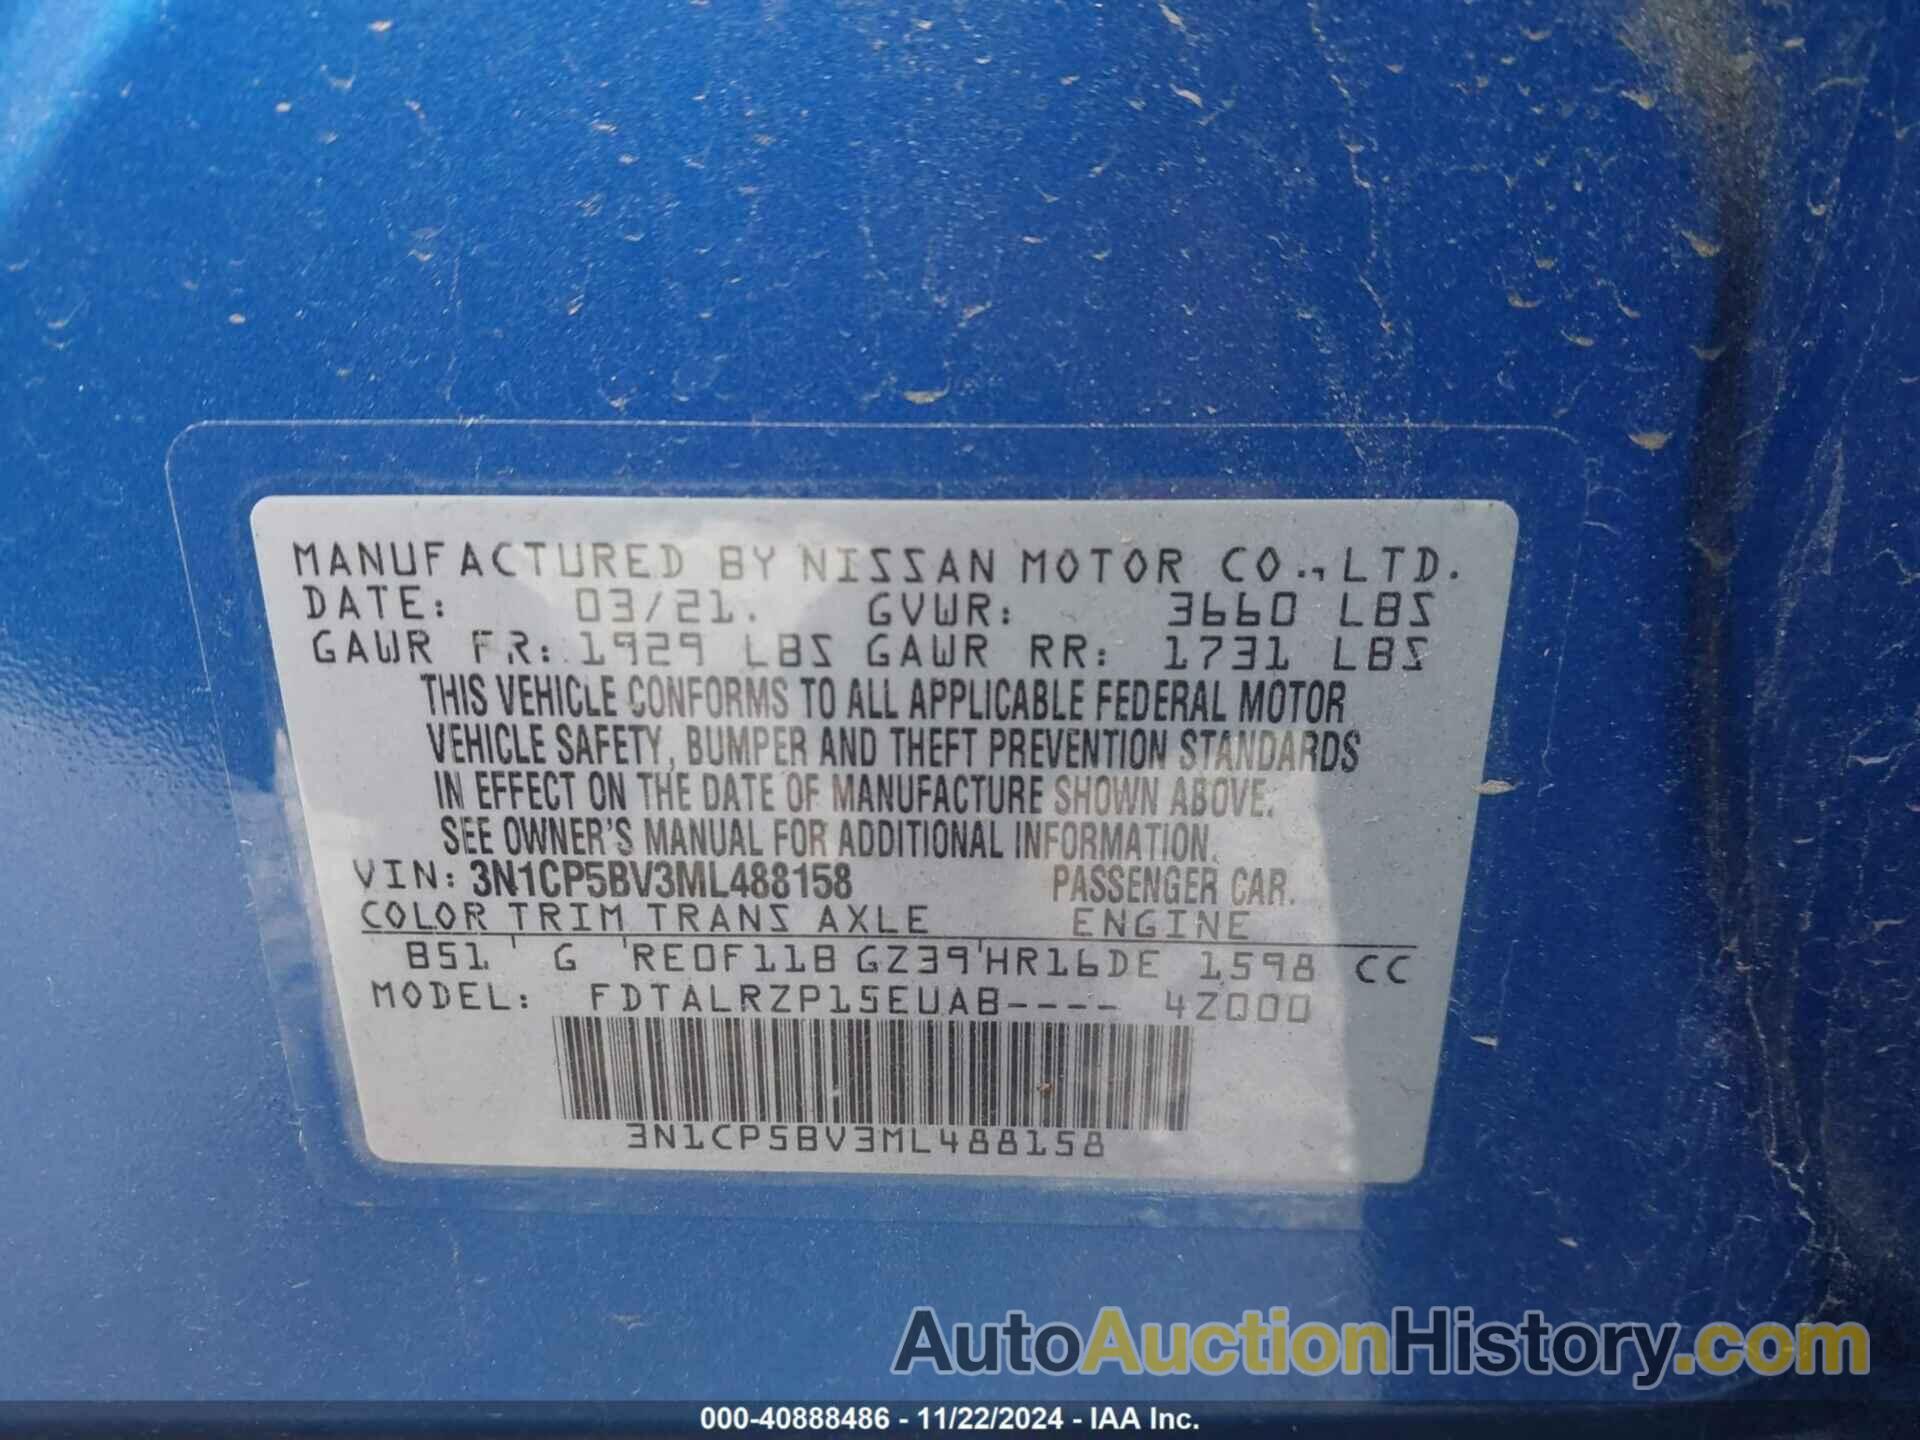 MANUFACTURED BY NISSAN MOTOR CO., LTD.
DATE: 03/21. GVWR: 3660 LBS
GAWR FR: 1929 LBS GAWR RR: 1731 LBS
THIS VEHICLE CONFORMS TO ALL APPLICABLE FEDERAL MOTOR
VEHICLE SAFETY, BUMPER AND THEFT PREVENTION STANDARDS
IN EFFECT ON THE DATE OF MANUFACTURE SHOWN ABOVE.
SEE OWNER'S MANUAL FOR ADDITIONAL INFORMATION.
VIN: 3N1CP5BV3ML488158 PASSENGER CAR.
COLOR TRIM TRANS AXLE ENGINE
B51 G RE0F11B GZ39 HR16DE 1598 CC
MODEL: FDTALRZP15EUAB---- 4Z000
3N1CP5BV3ML488158
AutoAuctionHistory.com
000-40888486 - 11/22/2024 - IAA Inc.